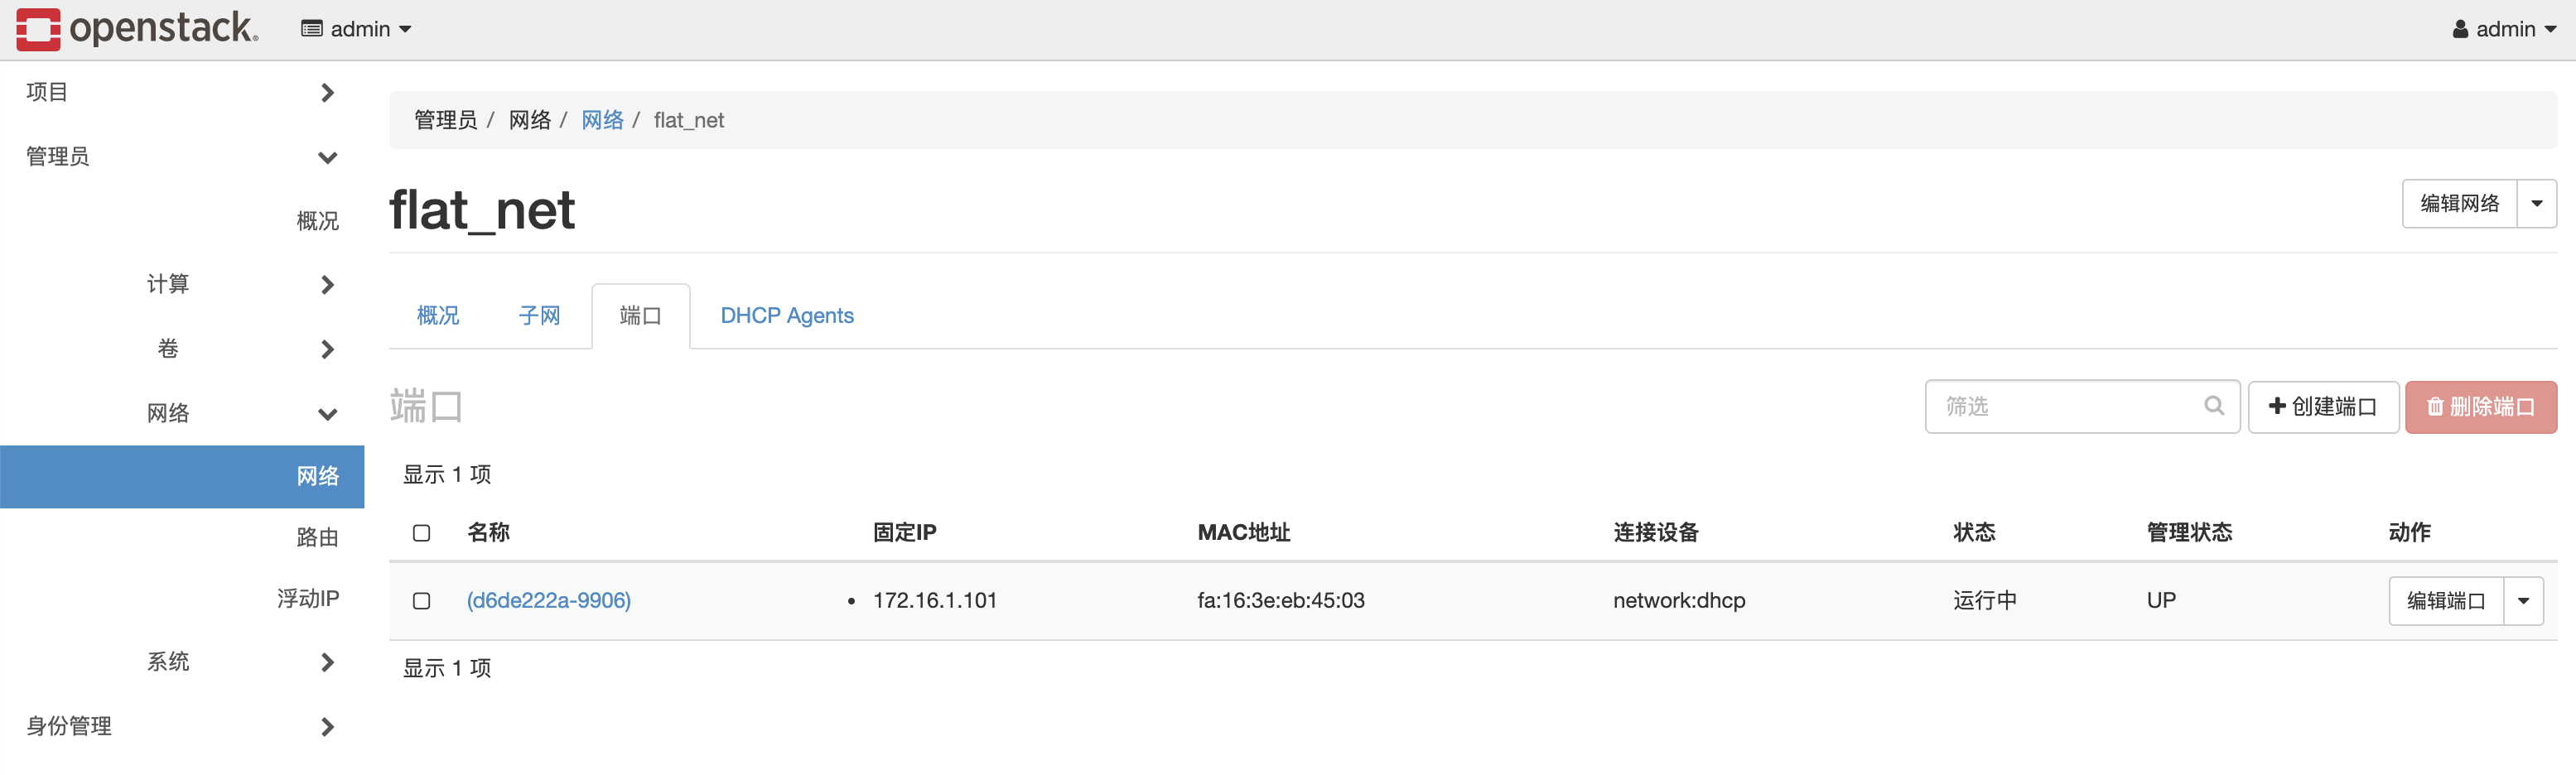 openstack.
admin
admin
项目
管理员
概况
计算
卷
网络
网络
路由
浮动IP
系统
身份管理
管理员 / 网络 / 网络 / flat_net
flat_net
编辑网络
概况 子网 端口 DHCP Agents
端口
筛选
创建端口
删除端口
显示 1 项
名称 固定IP MAC地址 连接设备 状态 管理状态 动作
(d6de222a-9906) • 172.16.1.101 fa:16:3e:eb:45:03 network:dhcp 运行中 UP 编辑端口
显示 1 项